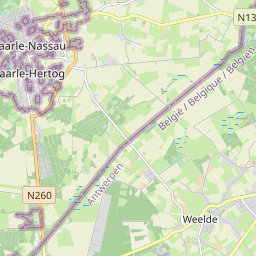 N13
aarle-Nassau
aarle-Hertog
België / Belgique / Belgien
Antwerpen
N260
Weelde